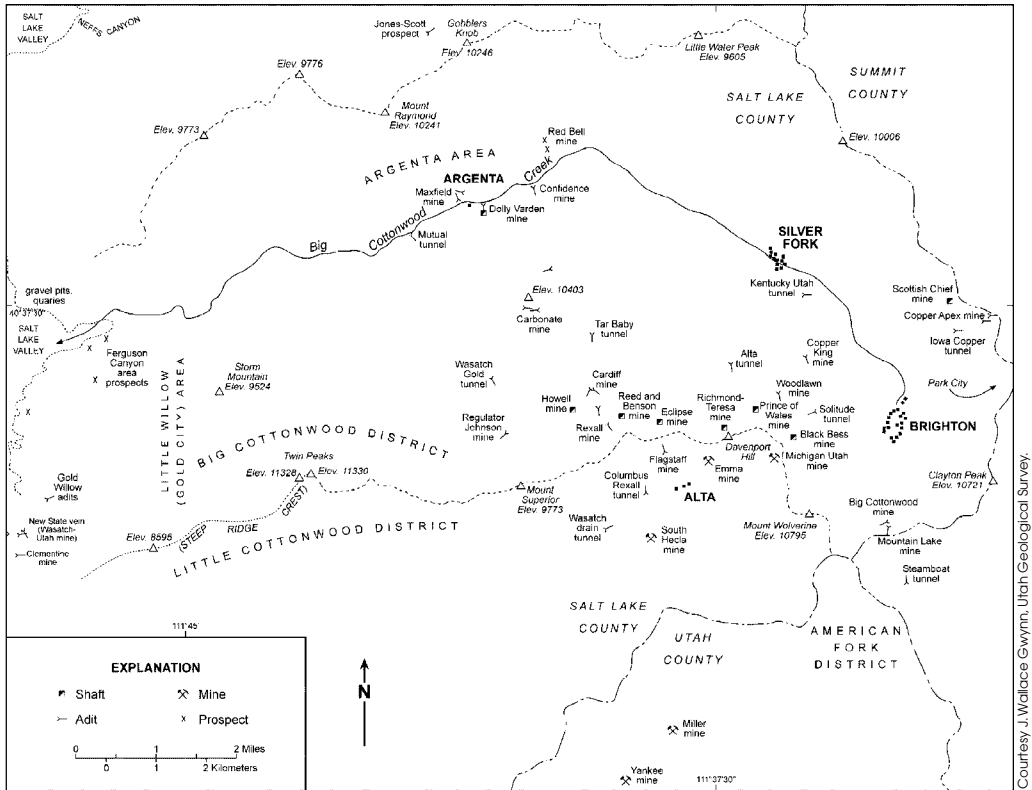 SALT
LAKE
VALLEY
NEFFS CANYON
Jones-Scott
prospect
Gobblers
Knob
Elev. 10246
Little Water Peak
Elev. 9605
SUMMIT
COUNTY
SALT LAKE
COUNTY
Elev. 9776
Mount
Raymond
Elev. 10241
Elev. 9773
Elev. 10006
Red Bell
mine
ARGENTA AREA
ARGENTA
Creek
Maxfield
mine
Confidence
mine
Dolly Varden
mine
Cottonwood
Mutual
tunnel
Big
SILVER
FORK
Kentucky Utah
tunnel
gravel pits,
quaries
40°37'30"
SALT
LAKE
VALLEY
Elev. 10403
Carbonate
mine
Scottish Chief
mine
Copper Apex mine
Iowa Copper
tunnel
Tar Baby
tunnel
Ferguson
Canyon
area
prospects
LITTLE WILLOW
(GOLD CITY) AREA
Storm
Mountain
Elev. 9524
Wasatch
Gold
tunnel
Alta
tunnel
Copper
King
mine
Park City
Cardiff
mine
Woodlawn
mine
Howell
mine
Reed and
Benson
mine
Eclipse
mine
Richmond-
Teresa
mine
Prince of
Wales mine
Solitude
tunnel
Regulator
Johnson
mine
Rexall
mine
Black Bess
mine
BRIGHTON
BIG COTTONWOOD DISTRICT
Davenport
Hill
Michigan Utah
mine
Flagstaff
mine
Emma
mine
Twin Peaks
Elev. 11328
Elev. 11330
Clayton Peak
Elev. 10721
Gold
Willow
adits
Columbus
Rexall
tunnel
ALTA
Mount
Superior
Elev. 9773
Big Cottonwood
mine
(STEEP
RIDGE
CREST)
New State vein
(Wasatch-
Utah mine)
Wasatch
drain
tunnel
South
Hecla
mine
Mount Wolverine
Elev. 10795
Mountain Lake
mine
Elev. 8598
Clementine
mine
LITTLE COTTONWOOD DISTRICT
Steamboat
tunnel
SALT LAKE
COUNTY
UTAH
COUNTY
AMERICAN
FORK
DISTRICT
111°45'
EXPLANATION
Shaft
Mine
Adit
Prospect
0 1 2 Miles
0 1 2 Kilometers
N
Miller
mine
Yankee
mine
111°37'30"
Courtesy J. Wallace Gwynn, Utah Geological Survey.